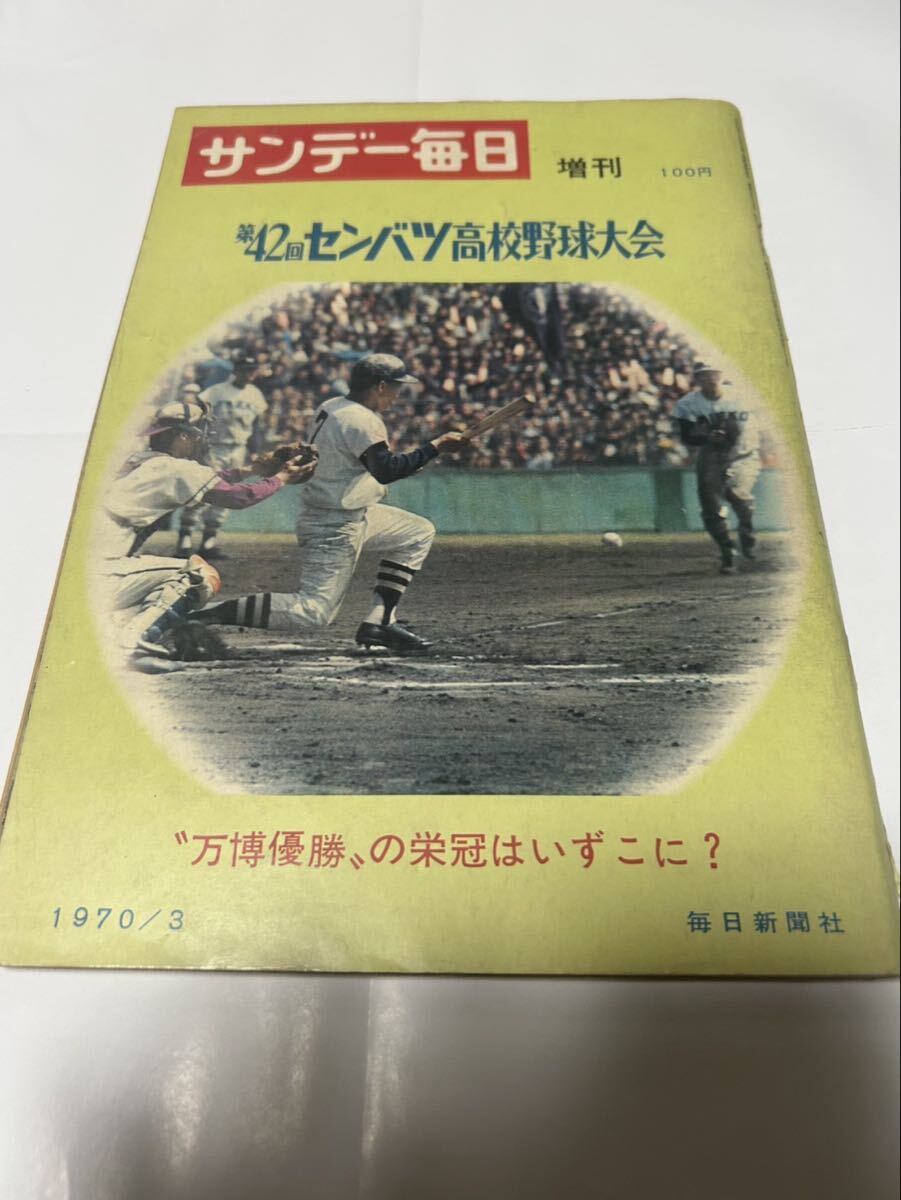 サンデー毎日 増刊 100円
第42回センバツ高校野球大会
7
〝万博優勝〟の栄冠はいずこに?
1970/3 毎日新聞社